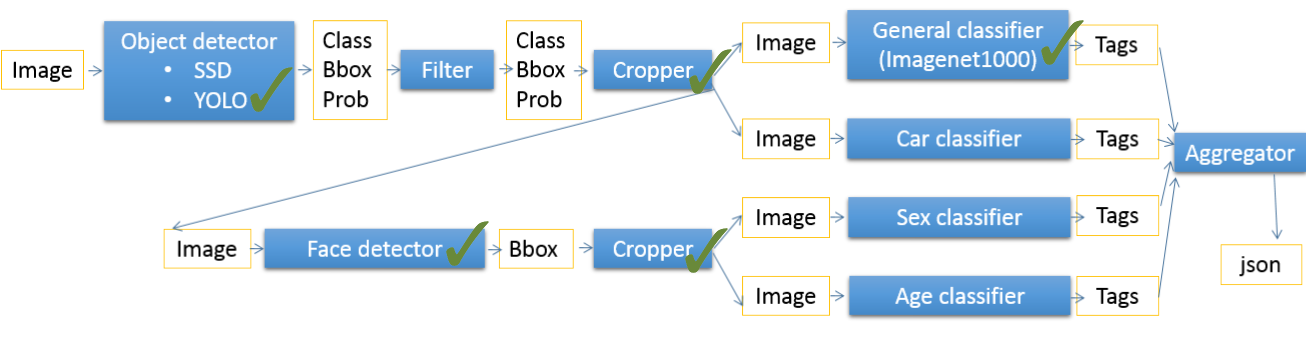 Image
Object detector
• SSD
• YOLO
Class
Bbox
Prob
Filter
Class
Bbox
Prob
Cropper
Image
General classifier
(Imagenet1000)
Tags
Image
Car classifier
Tags
Aggregator
Image
Face detector
Bbox
Cropper
Image
Sex classifier
Tags
Image
Age classifier
Tags
json